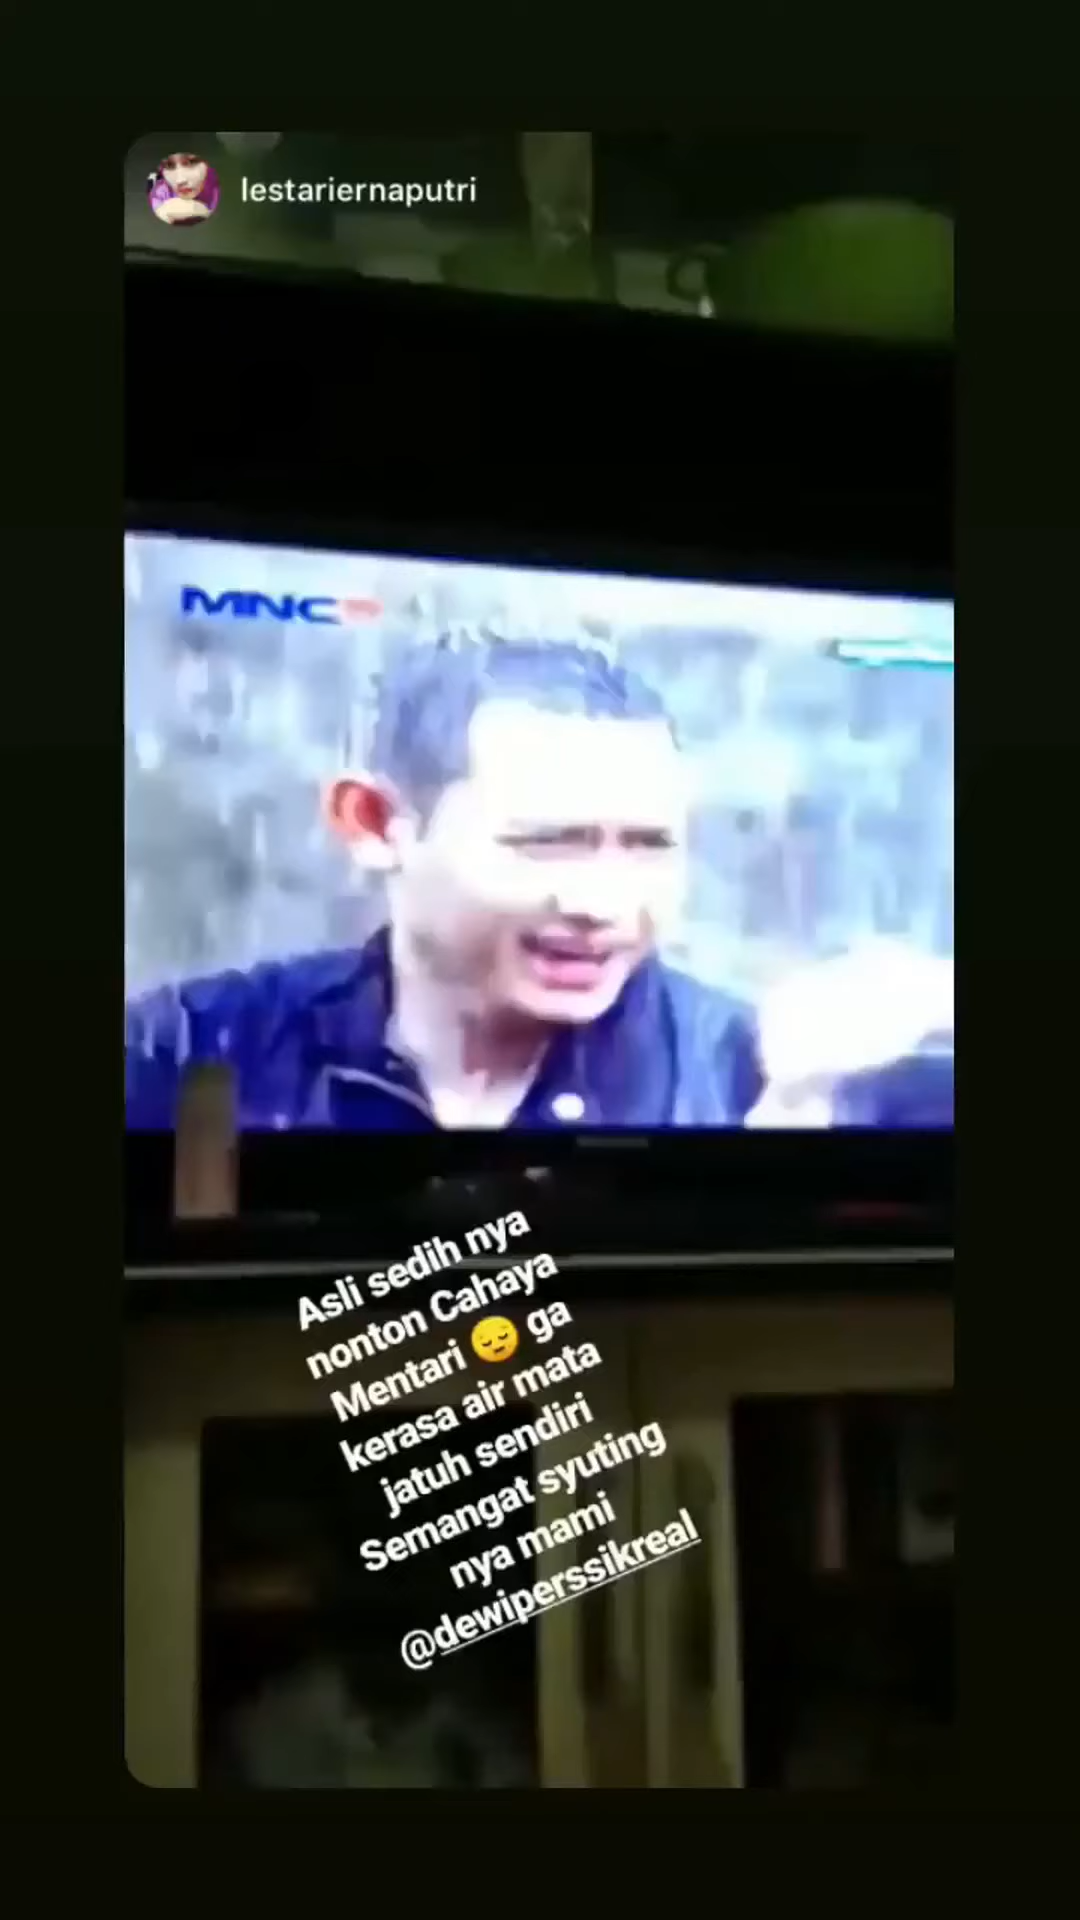 lestariernaputri
MNC
Asli sedih nya
nonton Cahaya
Mentari 😔 ga
kerasa air mata
jatuh sendiri
Semangat syuting
nya mami
@dewiperssikreal